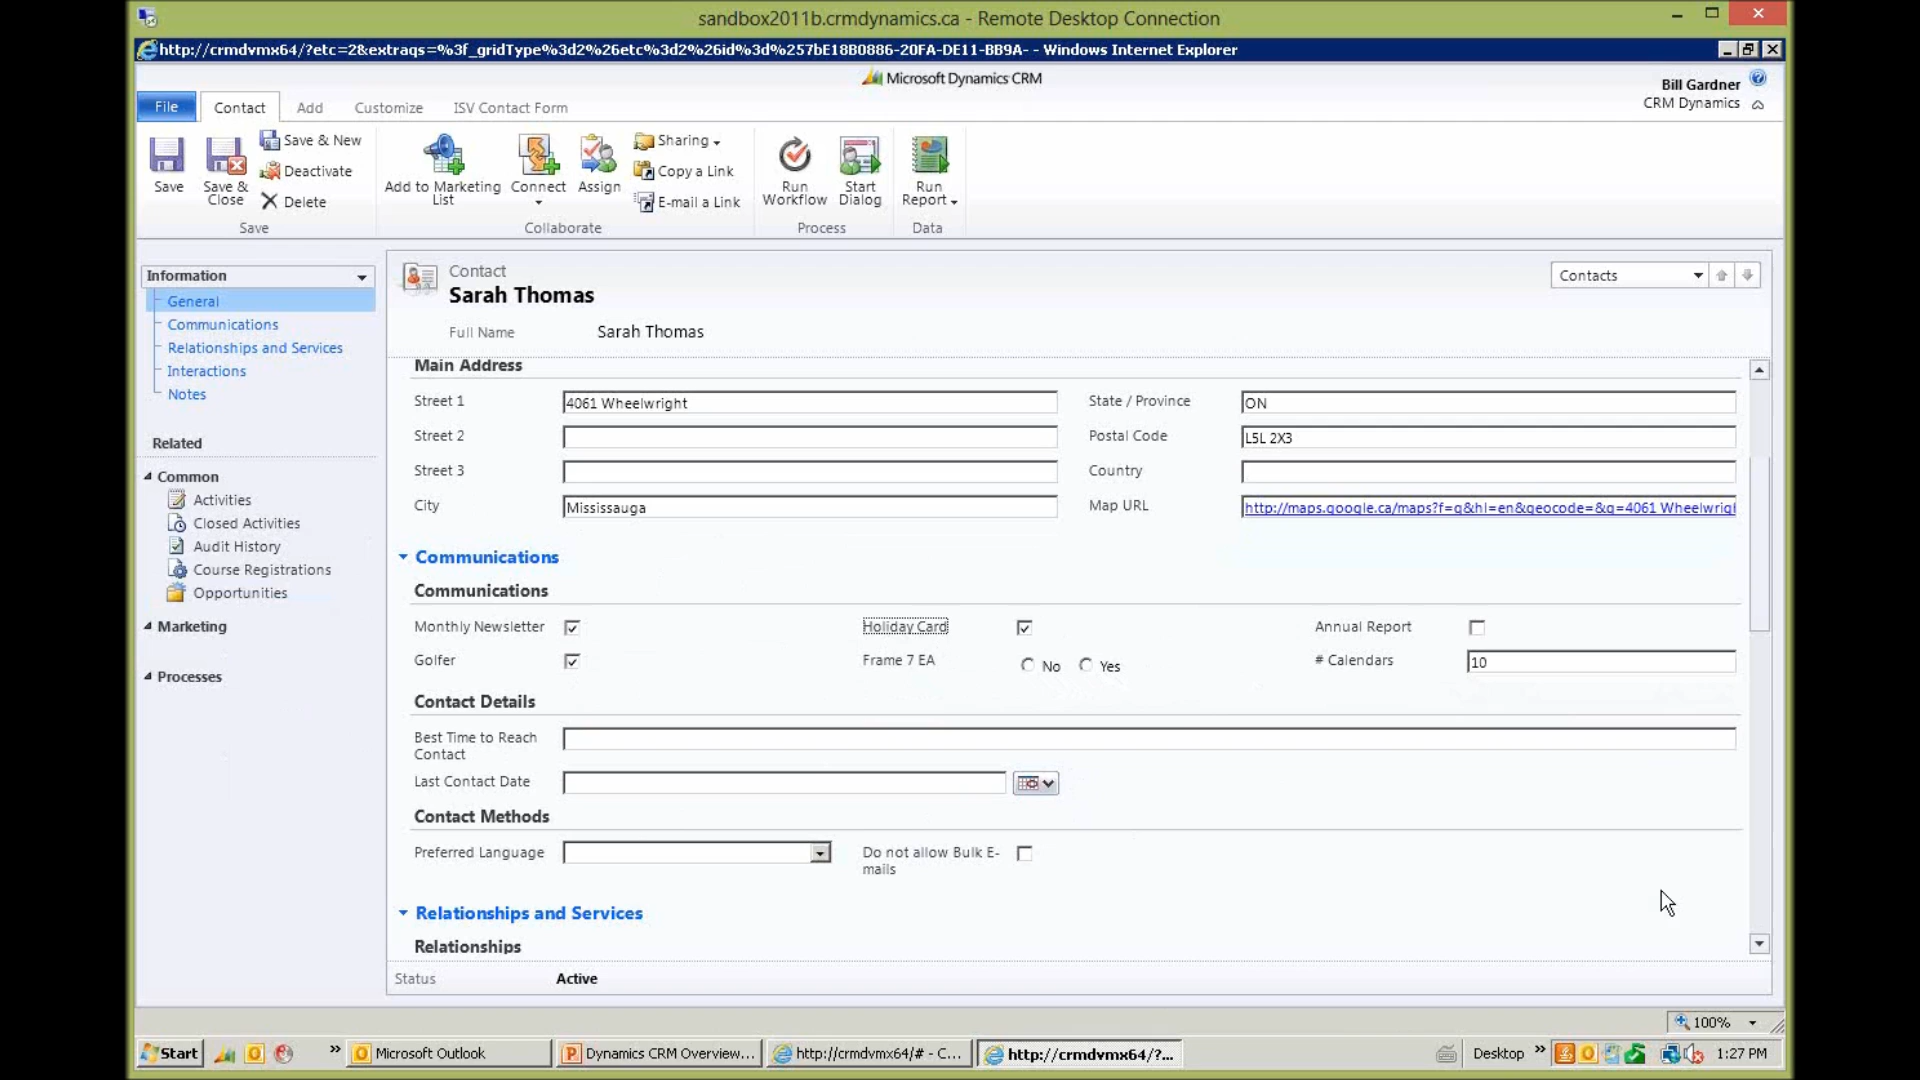 sandbox2011b.crmdynamics.ca - Remote Desktop Connection
http://crmdvmx64/?etc=2&extraqs=%3f_gridType%3d2%26etc%3d2%26id%3d%257bE18B0886-20FA-DE11-BB9A- - Windows Internet Explorer
Microsoft Dynamics CRM
Bill Gardner
CRM Dynamics
File
Contact
Add
Customize
ISV Contact Form
Save
Save & Close
Save & New
Deactivate
Delete
Save
Add to Marketing List
Connect
Assign
Sharing
Copy a Link
E-mail a Link
Collaborate
Run Workflow
Start Dialog
Process
Run Report
Data
Information
General
Communications
Relationships and Services
Interactions
Notes
Related
Common
Activities
Closed Activities
Audit History
Course Registrations
Opportunities
Marketing
Processes
Contact
Sarah Thomas
Contacts
Full Name Sarah Thomas
Main Address
Street 1 4061 Wheelwright State / Province ON
Street 2 Postal Code L5L 2X3
Street 3 Country
City Mississauga Map URL http://maps.google.ca/maps?f=q&hl=en&geocode=&q=4061 Wheelwrigh
Communications
Communications
Monthly Newsletter Holiday Card Annual Report
Golfer Frame 7 EA No Yes # Calendars 10
Contact Details
Best Time to Reach
Contact
Last Contact Date
Contact Methods
Preferred Language Do not allow Bulk E-
mails
Relationships and Services
Relationships
Status Active
100%
Start » Microsoft Outlook Dynamics CRM Overview... http://crmdvmx64/# - C... http://crmdvmx64/?... Desktop » 1:27 PM